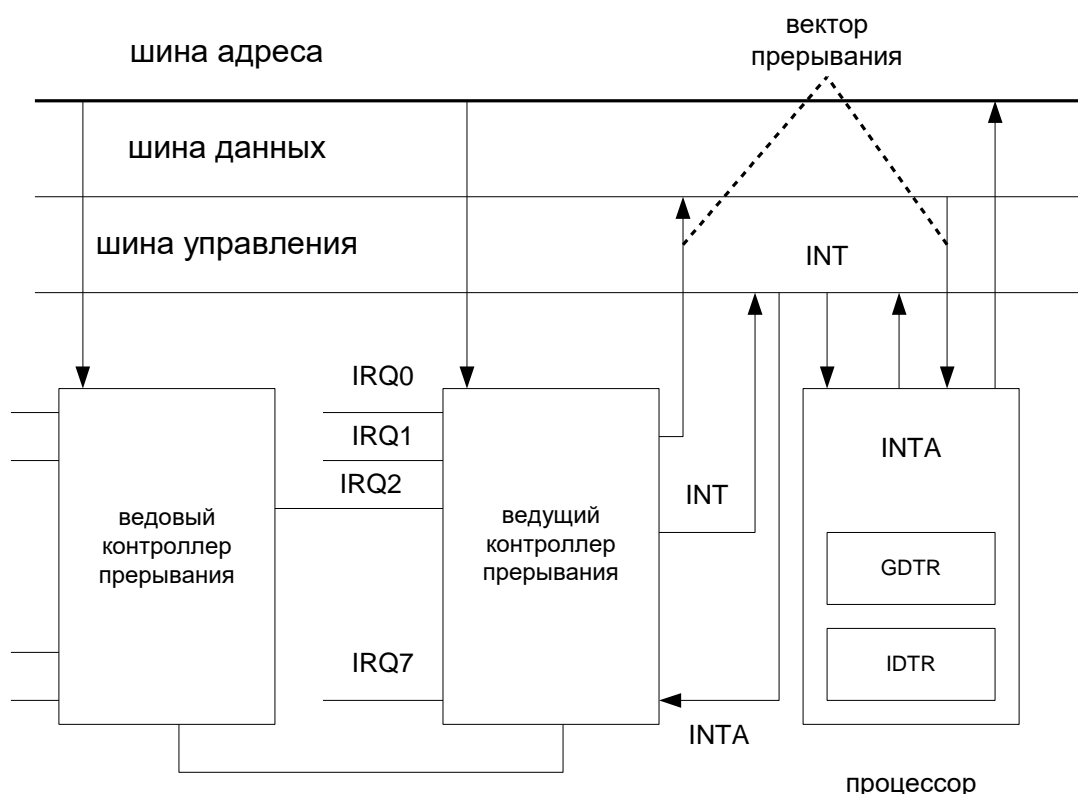 вектор
прерывания
шина адреса
шина данных
шина управления
INT
IRQ0
IRQ1
IRQ2
INT
INTA
ведовый
контроллер
прерывания
ведущий
контроллер
прерывания
GDTR
IDTR
IRQ7
INTA
процессор